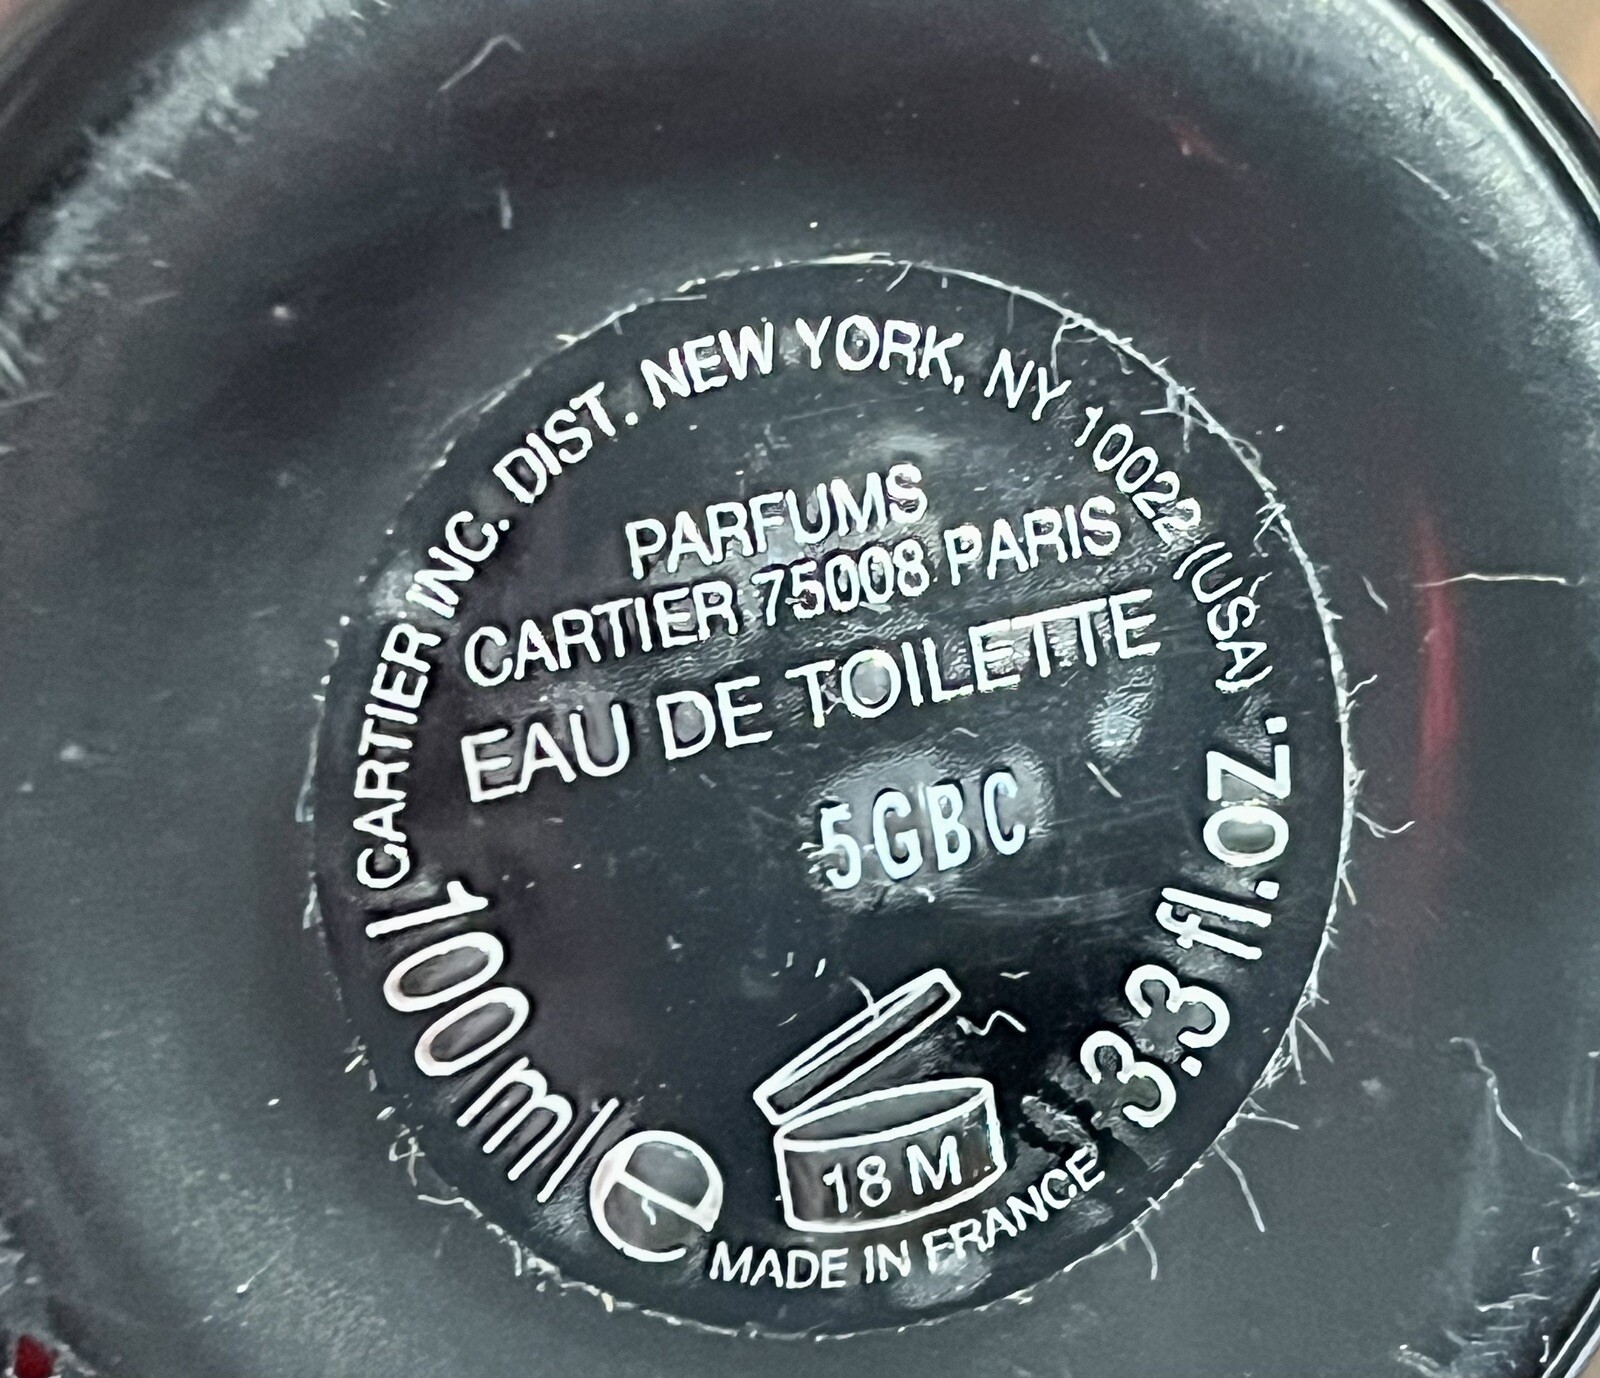 CARTIER INC. DIST. NEW YORK, NY 10022 (USA)
PARFUMS
CARTIER 75008 PARIS
EAU DE TOILETTE
5GBC
100ml e
18 M
3.3 fl.oz.
MADE IN FRANCE